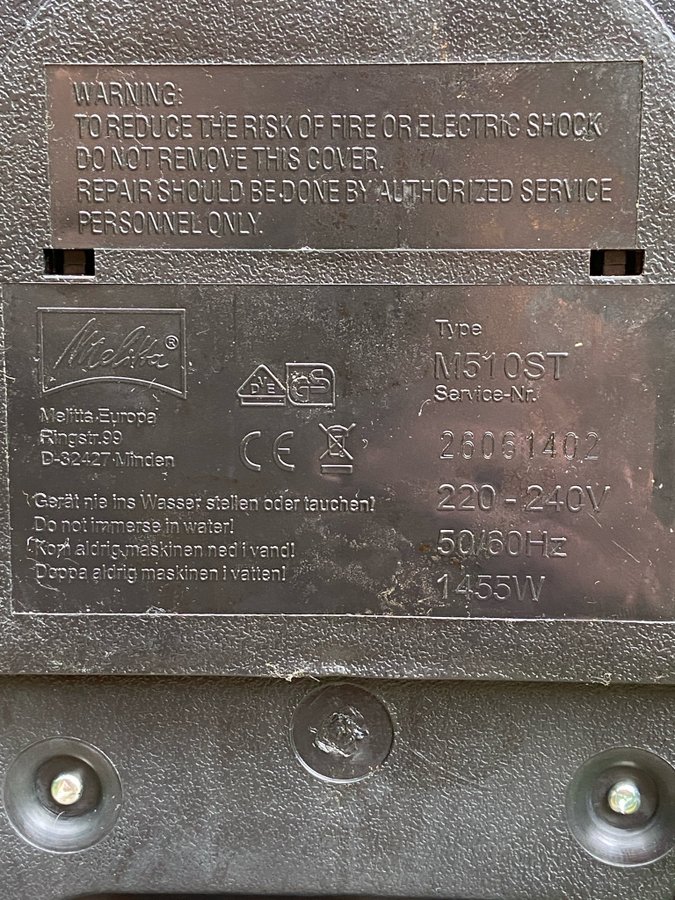 WARNING:
TO REDUCE THE RISK OF FIRE OR ELECTRIC SHOCK
DO NOT REMOVE THIS COVER.
REPAIR SHOULD BE DONE BY AUTHORIZED SERVICE
PERSONNEL ONLY.
Melitta®
Melitta Europa
Ringstr.99
D-32427 Minden
DVE GS
CE
Type
M510ST
Service-Nr.
26061402
220-240V
50/60Hz
1455W
Gerät nie ins Wasser stellen oder tauchen!
Do not immerse in water!
Kom aldrig maskinen ned i vand!
Doppa aldrig maskinen i vatten!